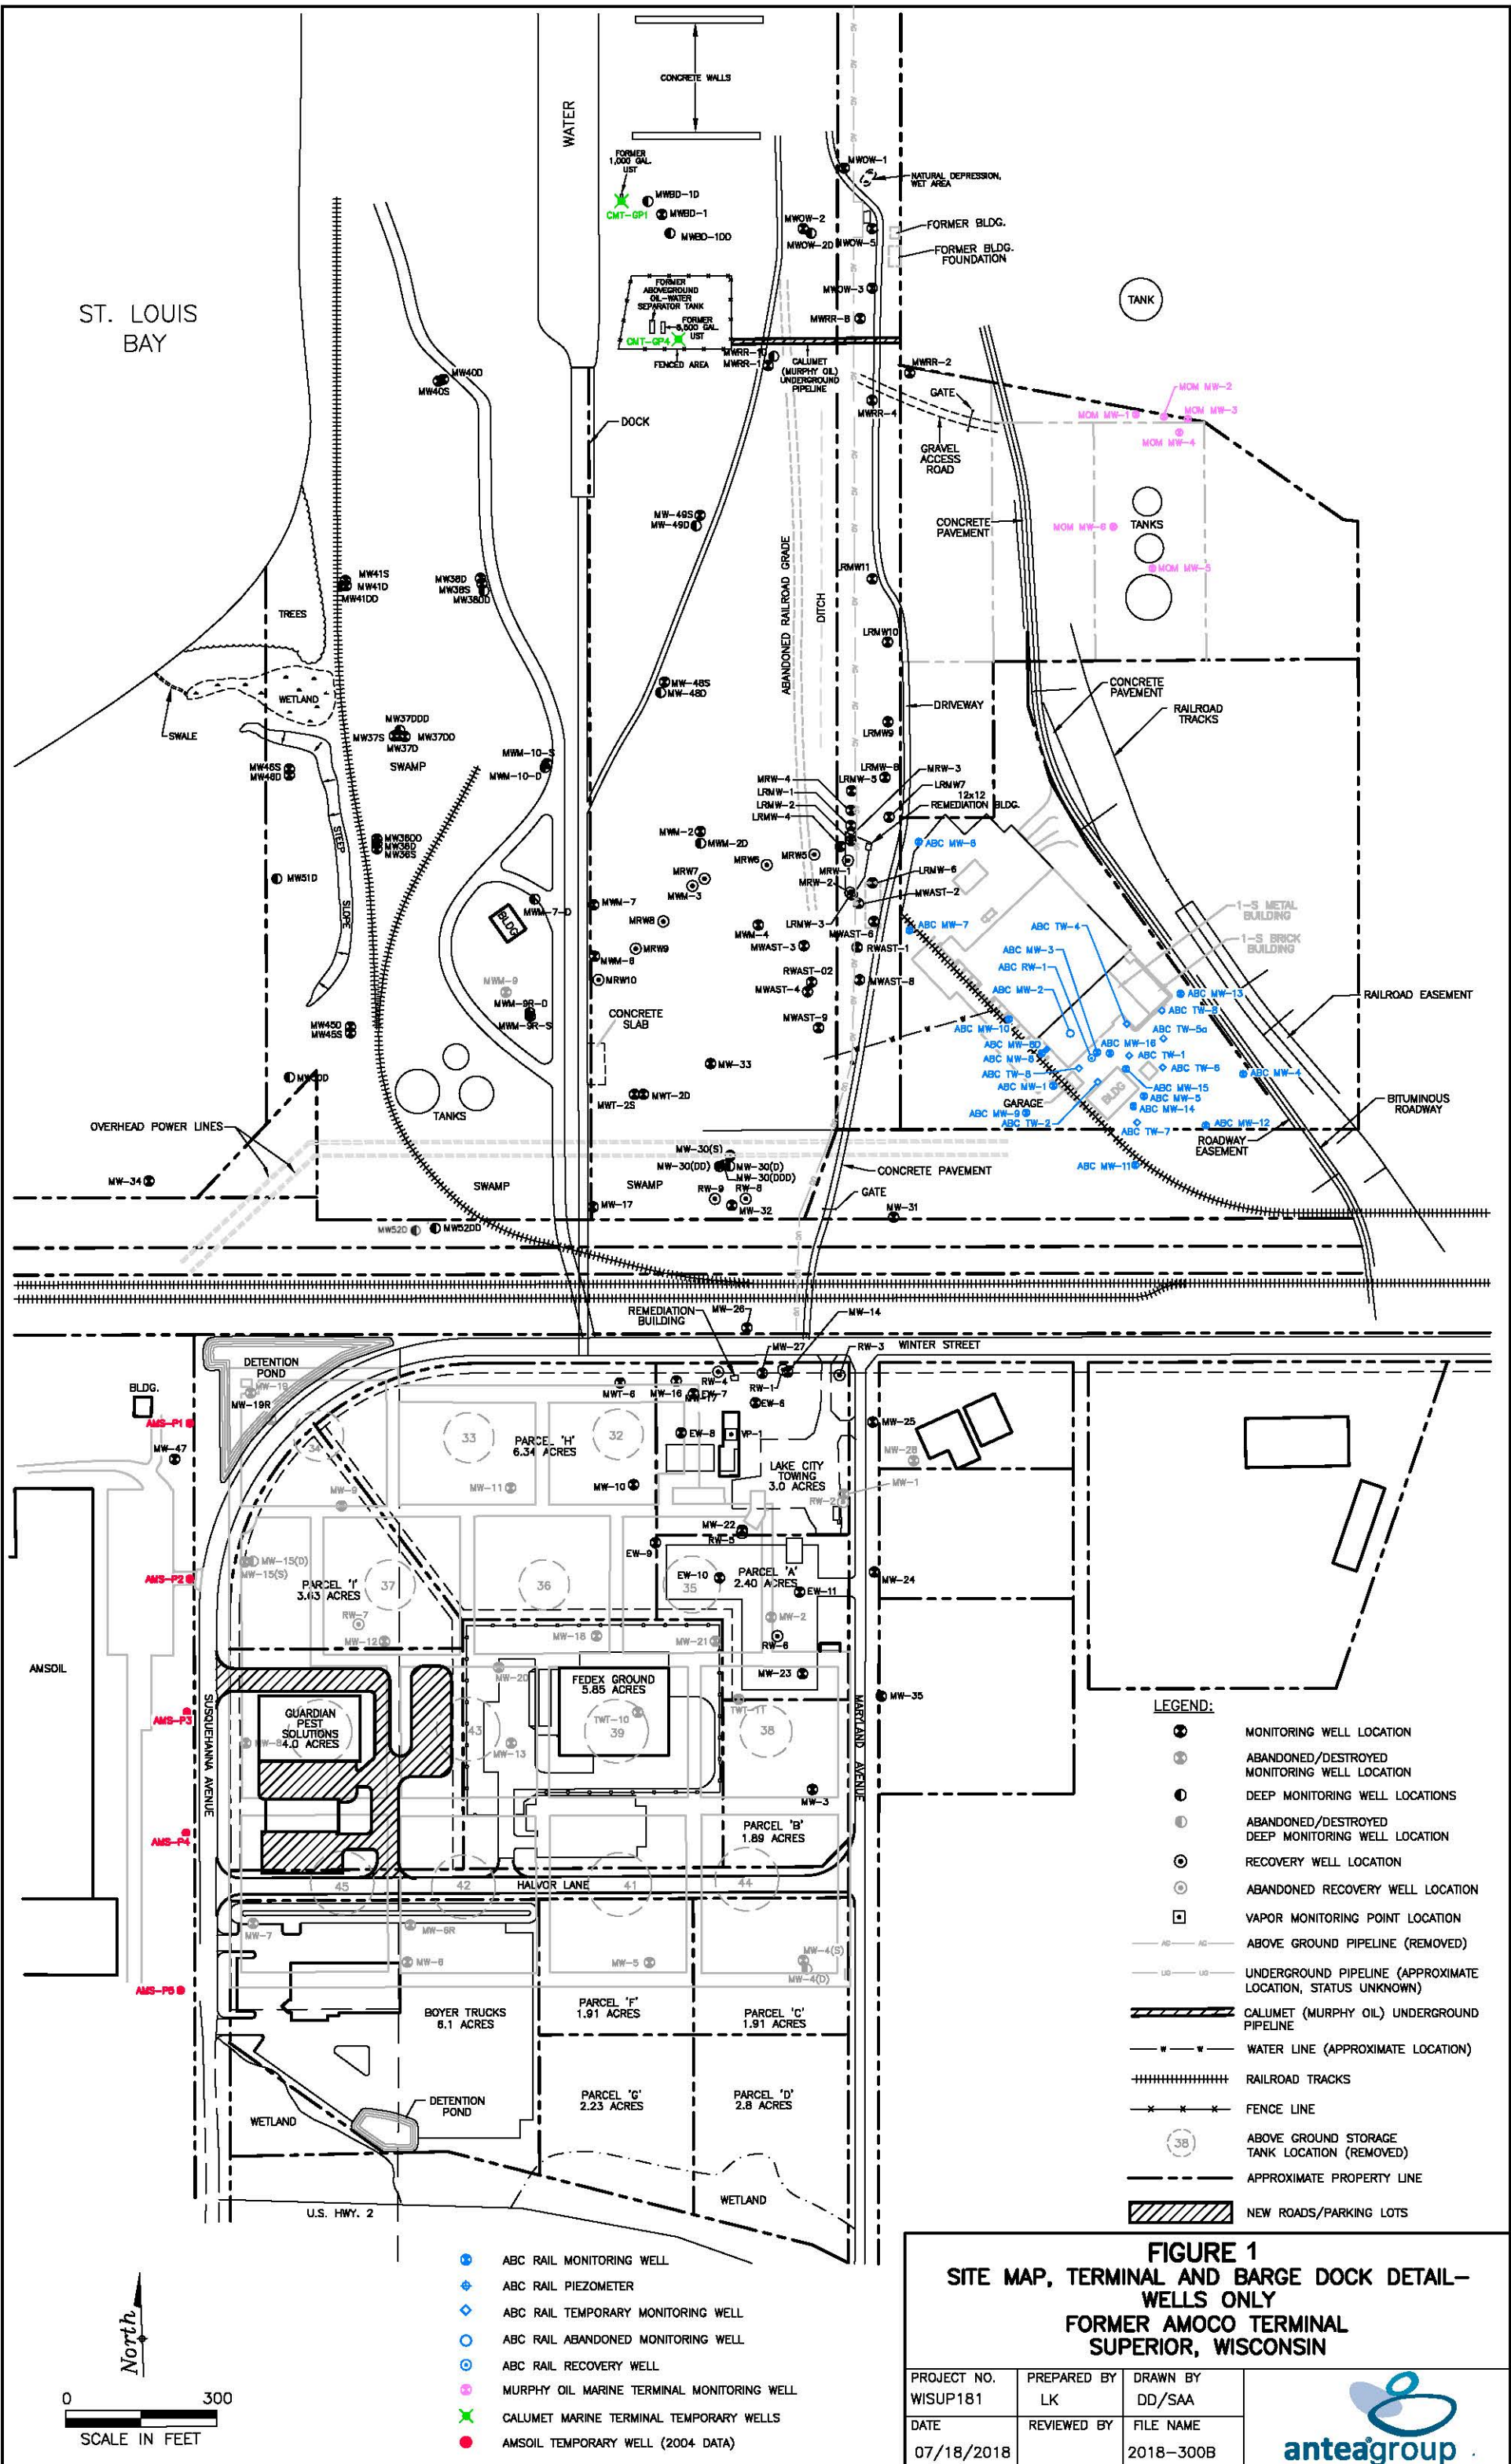 CONCRETE WALLS
WATER
FORMER
1,000 GAL.
UST
CMT-GP1
MWBD-1D
MWBD-1
MWBD-1DD
MWOW-1
NATURAL DEPRESSION,
WET AREA
MWOW-2
MWOW-2D
MWOW-5
FORMER BLDG.
FORMER BLDG.
FOUNDATION
ST. LOUIS
BAY
FORMER
ABOVEGROUND
OIL-WATER
SEPARATOR TANK
FORMER
UST
CMT-GP4
FENCED AREA
MWOW-3
MWRR-6
TANK
MWRR-1D
MWRR-1
CALUMET
(MURPHY OIL)
UNDERGROUND
PIPELINE
MWRR-2
MWRR-4
GATE
GRAVEL
ACCESS
ROAD
MOM MW-1
MOM MW-2
MOM MW-3
MOM MW-4
MW40D
MW40S
DOCK
MW-49S
MW-49D
CONCRETE
PAVEMENT
MOM MW-6
TANKS
MOM MW-5
ABANDONED RAILROAD GRADE
DITCH
LRMW11
LRMW10
MW41S
MW41D
MW41DD
MW38D
MW38S
MW38DD
TREES
WETLAND
SWALE
MW-48S
MW-48D
DRIVEWAY
CONCRETE
PAVEMENT
RAILROAD
TRACKS
MW37DDD
MW37S
MW37DD
MW37D
SWAMP
LRMW9
MW46S
MW46D
MWM-10-S
MWM-10-D
MRW-4
LRMW-8
LRMW-5
MRW-3
LRMW-1
LRMW7
LRMW-2
12x12
REMEDIATION BLDG.
LRMW-4
STEEP
SLOPE
MW36DD
MW36D
MW36S
MW51D
MWM-2
MWM-2D
MRW5
MRW6
MRW-1
MRW7
MWM-3
MRW-2
LRMW-6
MWAST-2
ABC MW-6
BLDG
MWM-7-D
MWM-7
MRW8
MWM-4
LRMW-3
MWAST-6
MWAST-3
RWAST-1
ABC MW-7
ABC TW-4
1-S METAL
BUILDING
1-S BRICK
BUILDING
ABC MW-3
ABC RW-1
ABC MW-2
MRW9
MWM-8
MRW10
RWAST-02
MWAST-4
MWAST-8
MWM-9
MWM-9R-D
MWM-9R-S
CONCRETE
SLAB
MWAST-9
ABC MW-13
ABC TW-8
RAILROAD EASEMENT
MW45D
MW45S
ABC MW-10
ABC TW-5a
ABC MW-16
ABC MW-8D
ABC MW-8
ABC TW-1
ABC TW-8
ABC TW-6
ABC MW-4
ABC MW-1
ABC MW-15
ABC MW-5
ABC MW-14
GARAGE
BLDG
ABC MW-9
ABC TW-2
ABC TW-7
ABC MW-12
ABC MW-11
BITUMINOUS
ROADWAY
ROADWAY
EASEMENT
MW-33
MWT-2S
MWT-2D
TANKS
OVERHEAD POWER LINES
MW-34
MW-30(S)
MW-30(DD)
MW-30(D)
MW-30(DDD)
SWAMP
SWAMP
RW-9
RW-8
MW-32
MW-17
CONCRETE PAVEMENT
GATE
MW-31
MW52D
MW52DD
REMEDIATION
BUILDING
MW-26
MW-14
MW-27
RW-3
WINTER STREET
DETENTION
POND
MW-19
MW-19R
BLDG.
AMS-P1
MW-47
MWT-6
MW-16
EW-7
RW-4
RW-1
EW-6
EW-8
VP-1
MW-25
MW-28
34
33
32
PARCEL 'H'
6.34 ACRES
LAKE CITY
TOWING
3.0 ACRES
MW-9
MW-11
MW-10
RW-2
MW-1
MW-22
RW-5
EW-9
MW-15(D)
MW-15(S)
AMS-P2
PARCEL 'I'
3.63 ACRES
37
36
35
EW-10
PARCEL 'A'
2.40 ACRES
EW-11
MW-24
RW-7
MW-12
MW-18
MW-21
MW-2
RW-6
AMSOIL
MW-20
FEDEX GROUND
5.85 ACRES
MW-23
SUSQUEHANNA AVENUE
AMS-P3
GUARDIAN
PEST
SOLUTIONS
4.0 ACRES
MW-8
43
MW-13
TWT-10
39
TWT-11
38
MARYLAND AVENUE
MW-35
MW-3
AMS-P4
PARCEL 'B'
1.89 ACRES
45
42
HALVOR LANE
41
44
MW-7
MW-6R
MW-6
MW-5
MW-4(S)
MW-4(D)
AMS-P5
BOYER TRUCKS
6.1 ACRES
PARCEL 'F'
1.91 ACRES
PARCEL 'C'
1.91 ACRES
PARCEL 'G'
2.23 ACRES
PARCEL 'D'
2.8 ACRES
DETENTION
POND
WETLAND
WETLAND
U.S. HWY. 2
LEGEND:
MONITORING WELL LOCATION
ABANDONED/DESTROYED
MONITORING WELL LOCATION
DEEP MONITORING WELL LOCATIONS
ABANDONED/DESTROYED
DEEP MONITORING WELL LOCATION
RECOVERY WELL LOCATION
ABANDONED RECOVERY WELL LOCATION
VAPOR MONITORING POINT LOCATION
AG AG ABOVE GROUND PIPELINE (REMOVED)
UG UG UNDERGROUND PIPELINE (APPROXIMATE
LOCATION, STATUS UNKNOWN)
CALUMET (MURPHY OIL) UNDERGROUND
PIPELINE
W W WATER LINE (APPROXIMATE LOCATION)
RAILROAD TRACKS
FENCE LINE
38 ABOVE GROUND STORAGE
TANK LOCATION (REMOVED)
APPROXIMATE PROPERTY LINE
NEW ROADS/PARKING LOTS
ABC RAIL MONITORING WELL
ABC RAIL PIEZOMETER
ABC RAIL TEMPORARY MONITORING WELL
ABC RAIL ABANDONED MONITORING WELL
ABC RAIL RECOVERY WELL
MURPHY OIL MARINE TERMINAL MONITORING WELL
CALUMET MARINE TERMINAL TEMPORARY WELLS
AMSOIL TEMPORARY WELL (2004 DATA)
North
0 300
SCALE IN FEET
FIGURE 1
SITE MAP, TERMINAL AND BARGE DOCK DETAIL-
WELLS ONLY
FORMER AMOCO TERMINAL
SUPERIOR, WISCONSIN
PROJECT NO. PREPARED BY DRAWN BY
WISUP181 LK DD/SAA
DATE REVIEWED BY FILE NAME
07/18/2018 2018-300B
anteagroup